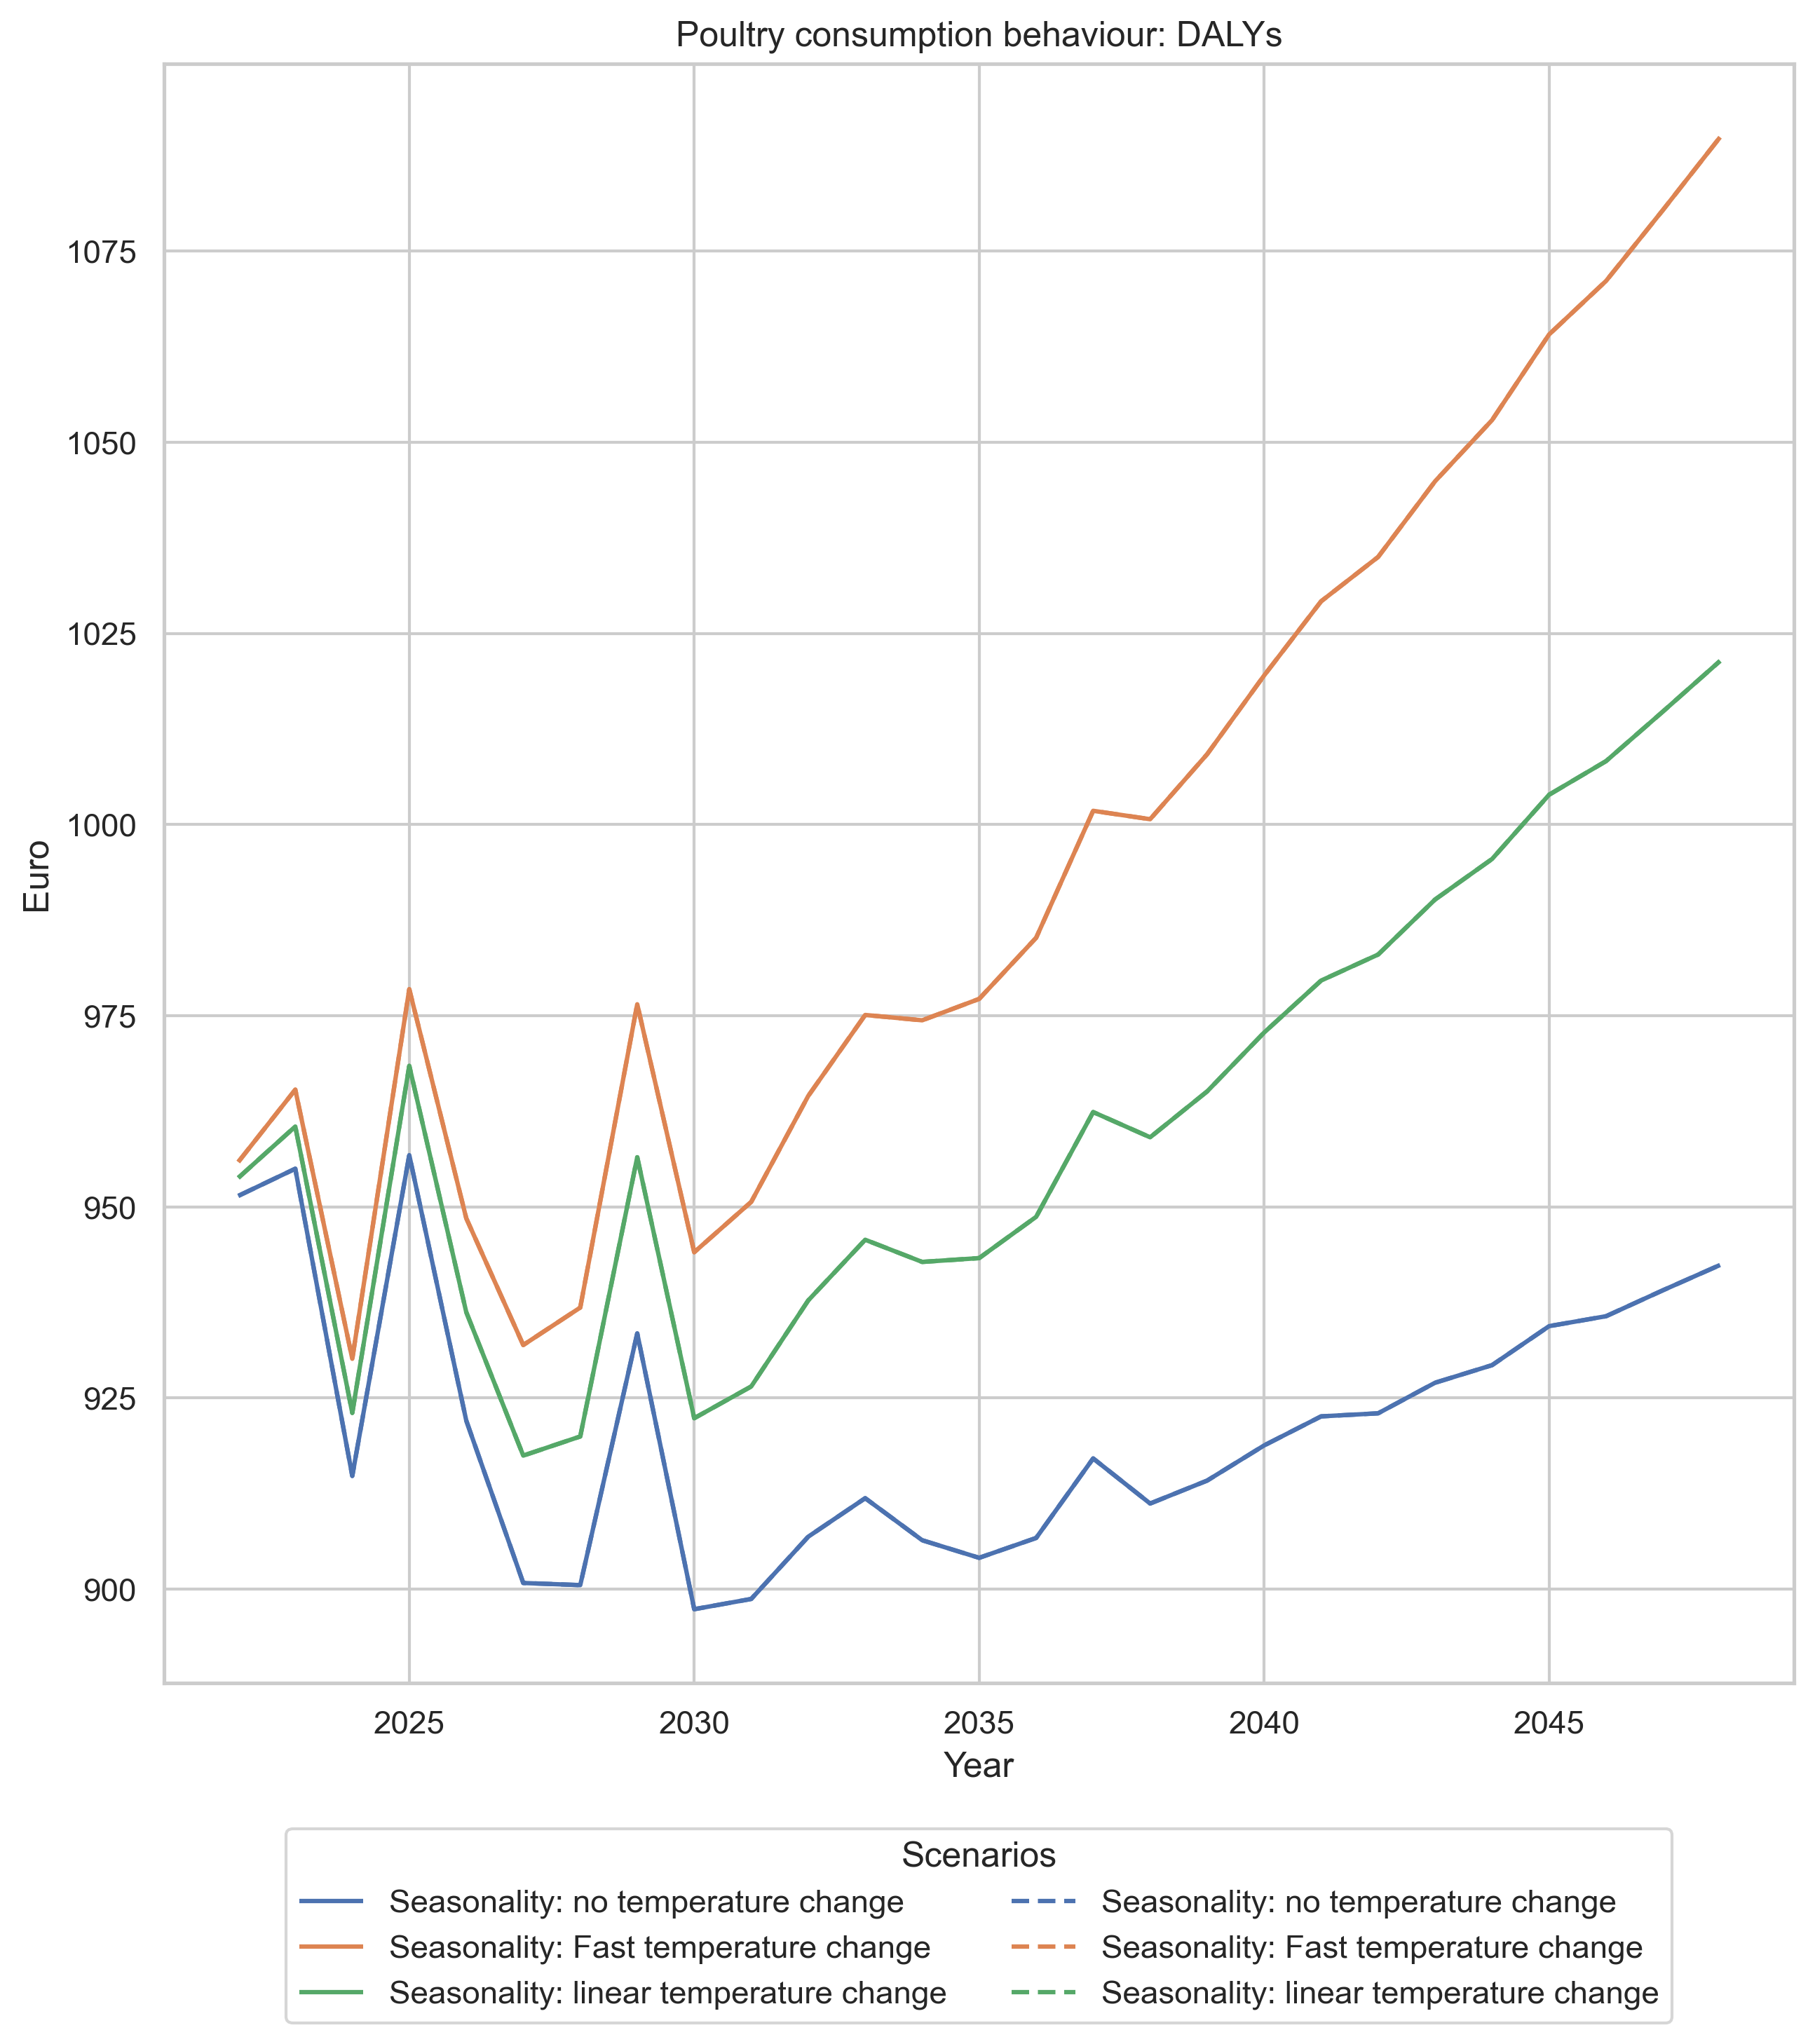 Poultry consumption behaviour: DALYs
1075
1050
1025
1000
975
950
925
900
Euro
2025 2030 2035 2040 2045
Year
Scenarios
Seasonality: no temperature change Seasonality: no temperature change
Seasonality: Fast temperature change Seasonality: Fast temperature change
Seasonality: linear temperature change Seasonality: linear temperature change